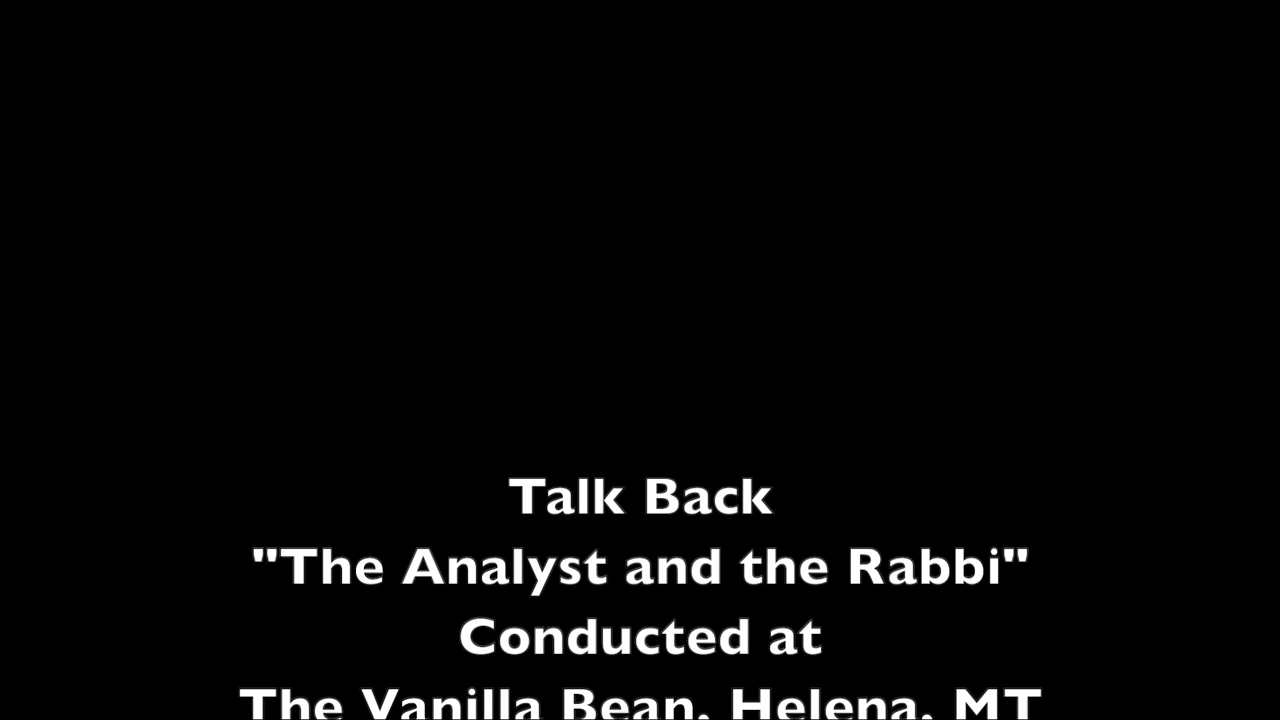 Talk Back
"The Analyst and the Rabbi"
Conducted at
The Vanilla Bean, Helena, MT